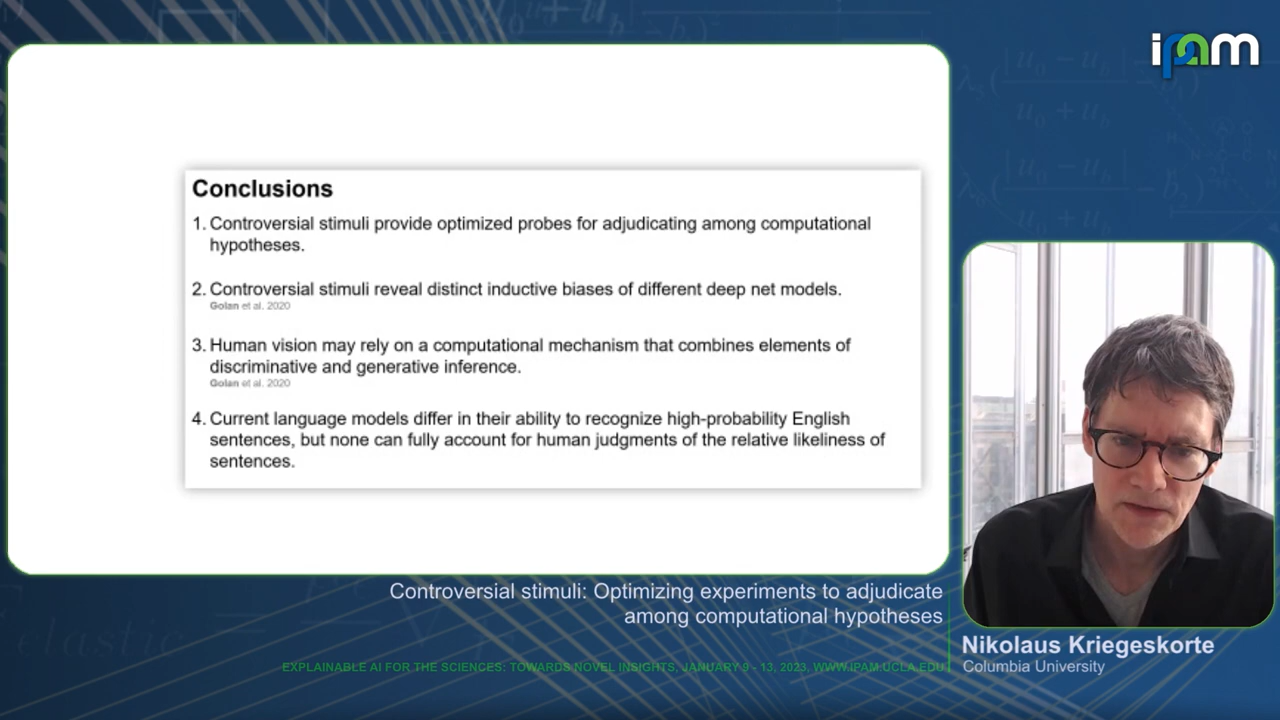 ipam
Conclusions
1. Controversial stimuli provide optimized probes for adjudicating among computational
hypotheses.
2. Controversial stimuli reveal distinct inductive biases of different deep net models.
Golan et al. 2020
3. Human vision may rely on a computational mechanism that combines elements of
discriminative and generative inference.
Golan et al. 2020
4. Current language models differ in their ability to recognize high-probability English
sentences, but none can fully account for human judgments of the relative likeliness of
sentences.
Controversial stimuli: Optimizing experiments to adjudicate
among computational hypotheses
Nikolaus Kriegeskorte
Columbia University
EXPLAINABLE AI FOR THE SCIENCES: TOWARDS NOVEL INSIGHTS, JANUARY 9 - 13, 2023, WWW.IPAM.UCLA.EDU
elastic